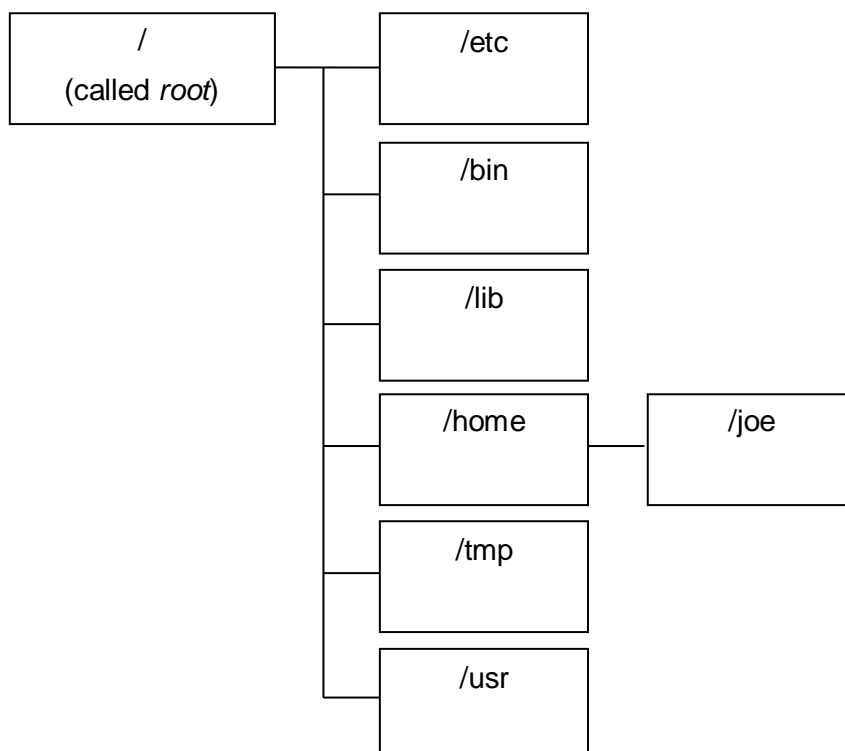 /
(called root)
/etc
/bin
/lib
/home
/joe
/tmp
/usr